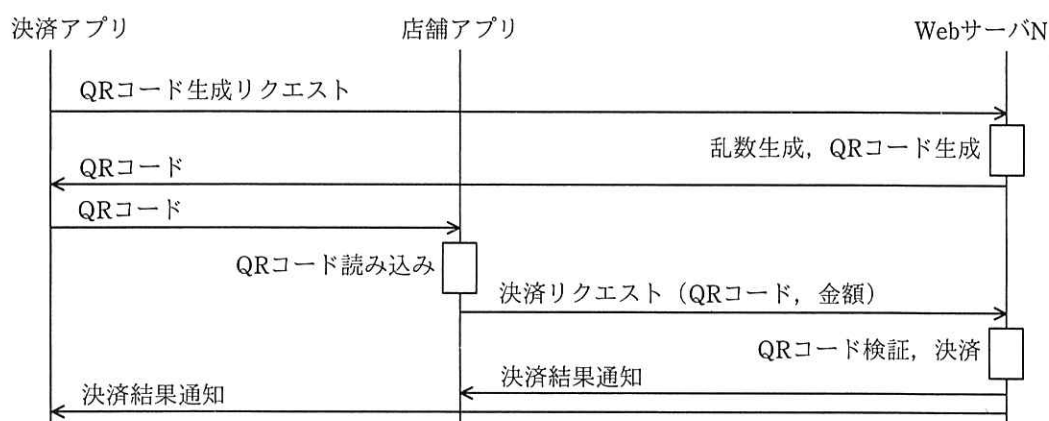 決済アプリ
店舗アプリ
WebサーバN
QRコード生成リクエスト
乱数生成，QRコード生成
QRコード
QRコード
QRコード読み込み
決済リクエスト（QRコード，金額）
QRコード検証，決済
決済結果通知
決済結果通知